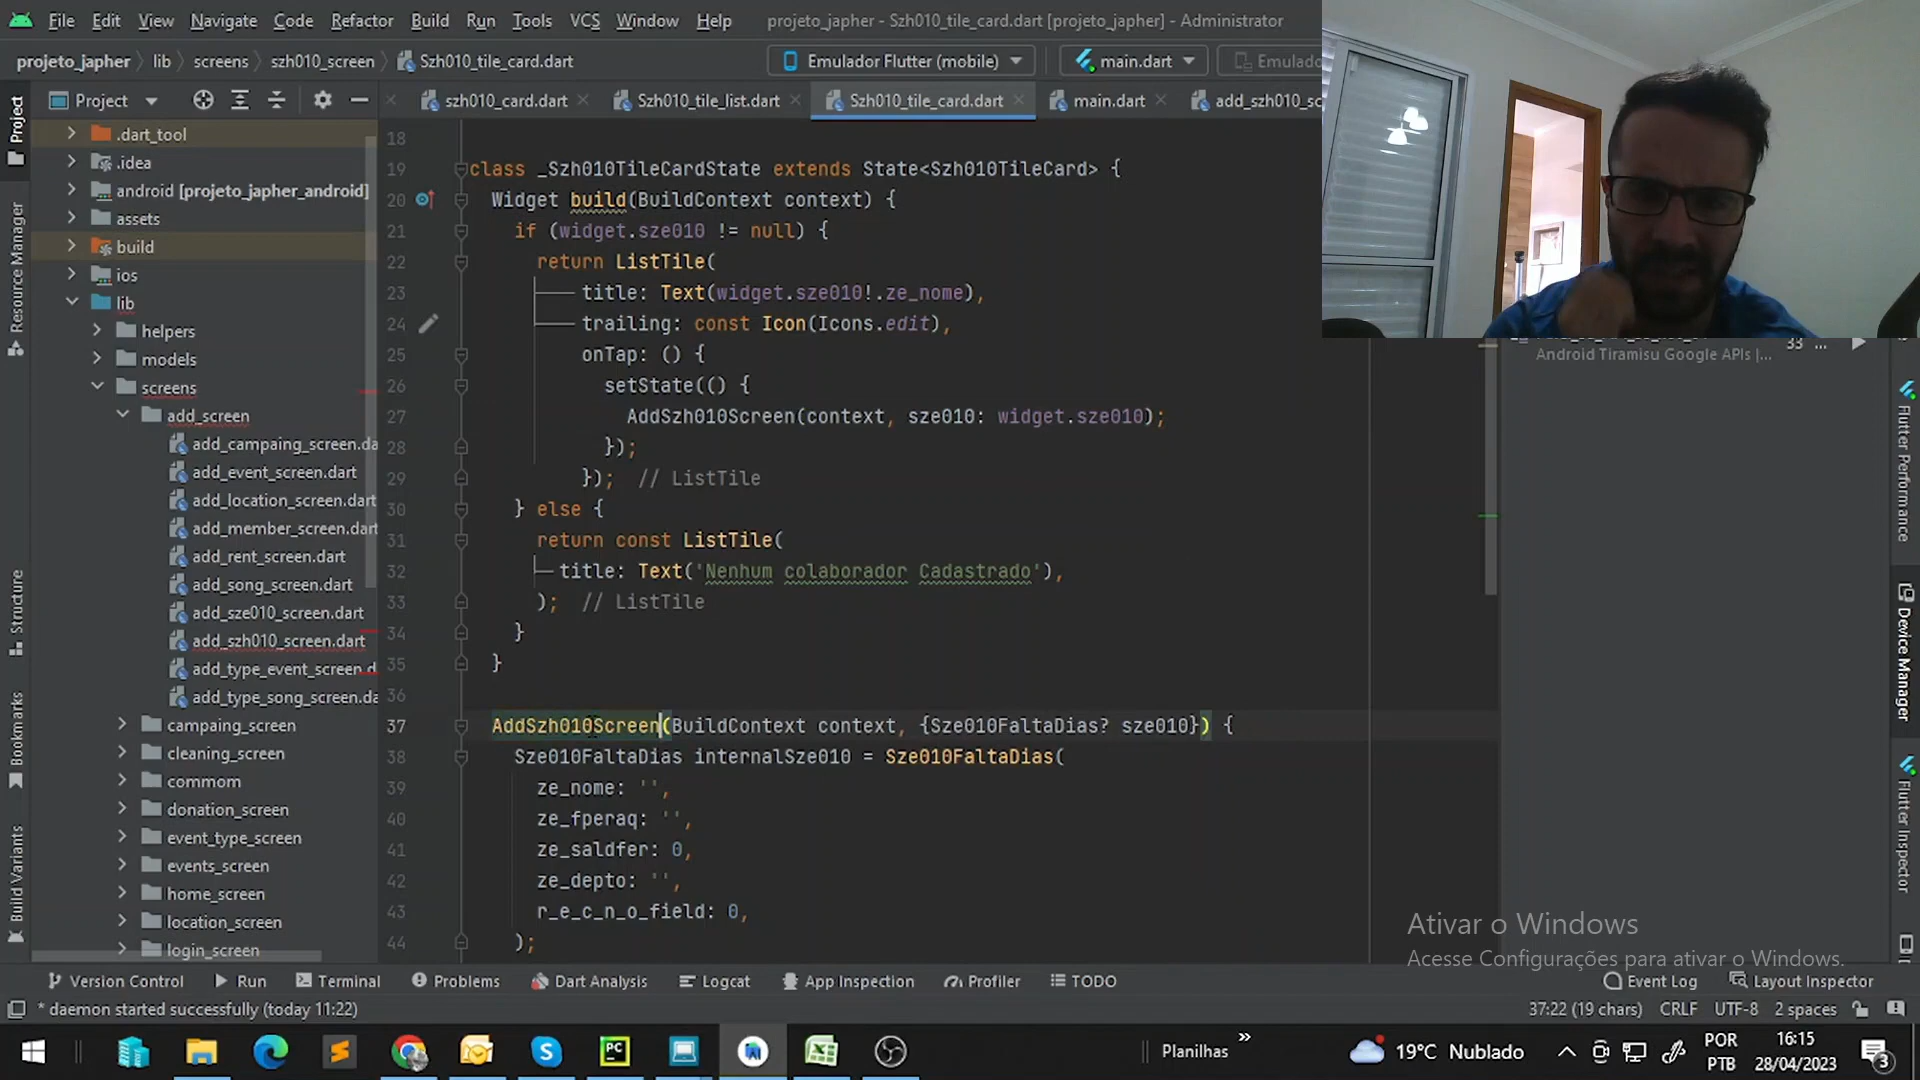 File Edit View Navigate Code Refactor Build Run Tools VCS Window Help projeto_japher - Szh010_tile_card.dart [projeto_japher] - Administrator
projeto_japher lib screens szh010_screen Szh010_tile_card.dart Emulador Flutter (mobile) main.dart Emulado
Project szh010_card.dart Szh010_tile_list.dart Szh010_tile_card.dart main.dart add_szh010_sc
Project
Resource Manager
Structure
Bookmarks
Build Variants
.dart_tool
.idea
android [projeto_japher_android]
assets
build
ios
lib
helpers
models
screens
add_screen
add_campaing_screen.da
add_event_screen.dart
add_location_screen.dart
add_member_screen.dart
add_rent_screen.dart
add_song_screen.dart
add_sze010_screen.dart
add_szh010_screen.dart
add_type_event_screen.d
add_type_song_screen.da
campaing_screen
cleaning_screen
commom
donation_screen
event_type_screen
events_screen
home_screen
location_screen
login_screen
18
19 class _Szh010TileCardState extends State<Szh010TileCard> {
20 Widget build(BuildContext context) {
21 if (widget.sze010 != null) {
22 return ListTile(
23 title: Text(widget.sze010!.ze_nome),
24 trailing: const Icon(Icons.edit),
25 onTap: () {
26 setState(() {
27 AddSzh010Screen(context, sze010: widget.sze010);
28 });
29 }); // ListTile
30 } else {
31 return const ListTile(
32 title: Text('Nenhum colaborador Cadastrado'),
33 ); // ListTile
34 }
35 }
36
37 AddSzh010Screen(BuildContext context, {Sze010FaltaDias? sze010}) {
38 Sze010FaltaDias internalSze010 = Sze010FaltaDias(
39 ze_nome: '',
40 ze_fperaq: '',
41 ze_saldfer: 0,
42 ze_depto: '',
43 r_e_c_n_o_field: 0,
44 );
33 ...
Android Tiramisu Google APIs |...
Flutter Performance
Device Manager
Flutter Inspector
Ativar o Windows
Acesse Configurações para ativar o Windows.
Version Control Run Terminal Problems Dart Analysis Logcat App Inspection Profiler TODO Event Log Layout Inspector
* daemon started successfully (today 11:22) 37:22 (19 chars) CRLF UTF-8 2 spaces
Planilhas 19°C Nublado POR PTB 16:15 28/04/2023 3